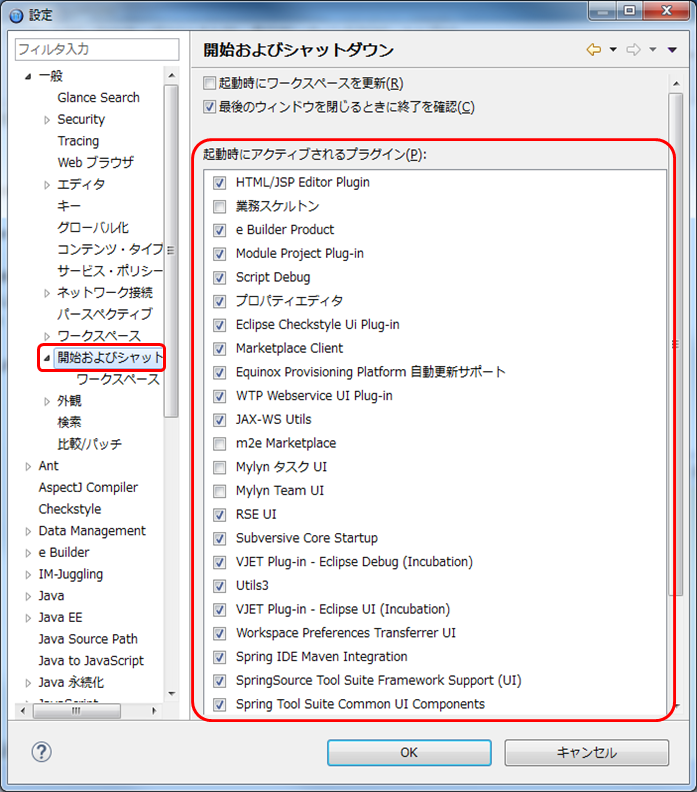 設定
フィルタ入力
一般
Glance Search
Security
Tracing
Web ブラウザ
エディタ
キー
グローバル化
コンテンツ・タイプ
サービス・ポリシー
ネットワーク接続
パースペクティブ
ワークスペース
開始およびシャット
ワークスペース
外観
検索
比較/パッチ
Ant
AspectJ Compiler
Checkstyle
Data Management
e Builder
IM-Juggling
Java
Java EE
Java Source Path
Java to JavaScript
Java 永続化
JavaScript
開始およびシャットダウン
起動時にワークスペースを更新(R)
最後のウィンドウを閉じるときに終了を確認(C)
起動時にアクティブされるプラグイン(P):
HTML/JSP Editor Plugin
業務スケルトン
e Builder Product
Module Project Plug-in
Script Debug
プロパティエディタ
Eclipse Checkstyle Ui Plug-in
Marketplace Client
Equinox Provisioning Platform 自動更新サポート
WTP Webservice UI Plug-in
JAX-WS Utils
m2e Marketplace
Mylyn タスク UI
Mylyn Team UI
RSE UI
Subversive Core Startup
VJET Plug-in - Eclipse Debug (Incubation)
Utils3
VJET Plug-in - Eclipse UI (Incubation)
Workspace Preferences Transferrer UI
Spring IDE Maven Integration
SpringSource Tool Suite Framework Support (UI)
Spring Tool Suite Common UI Components
OK
キャンセル